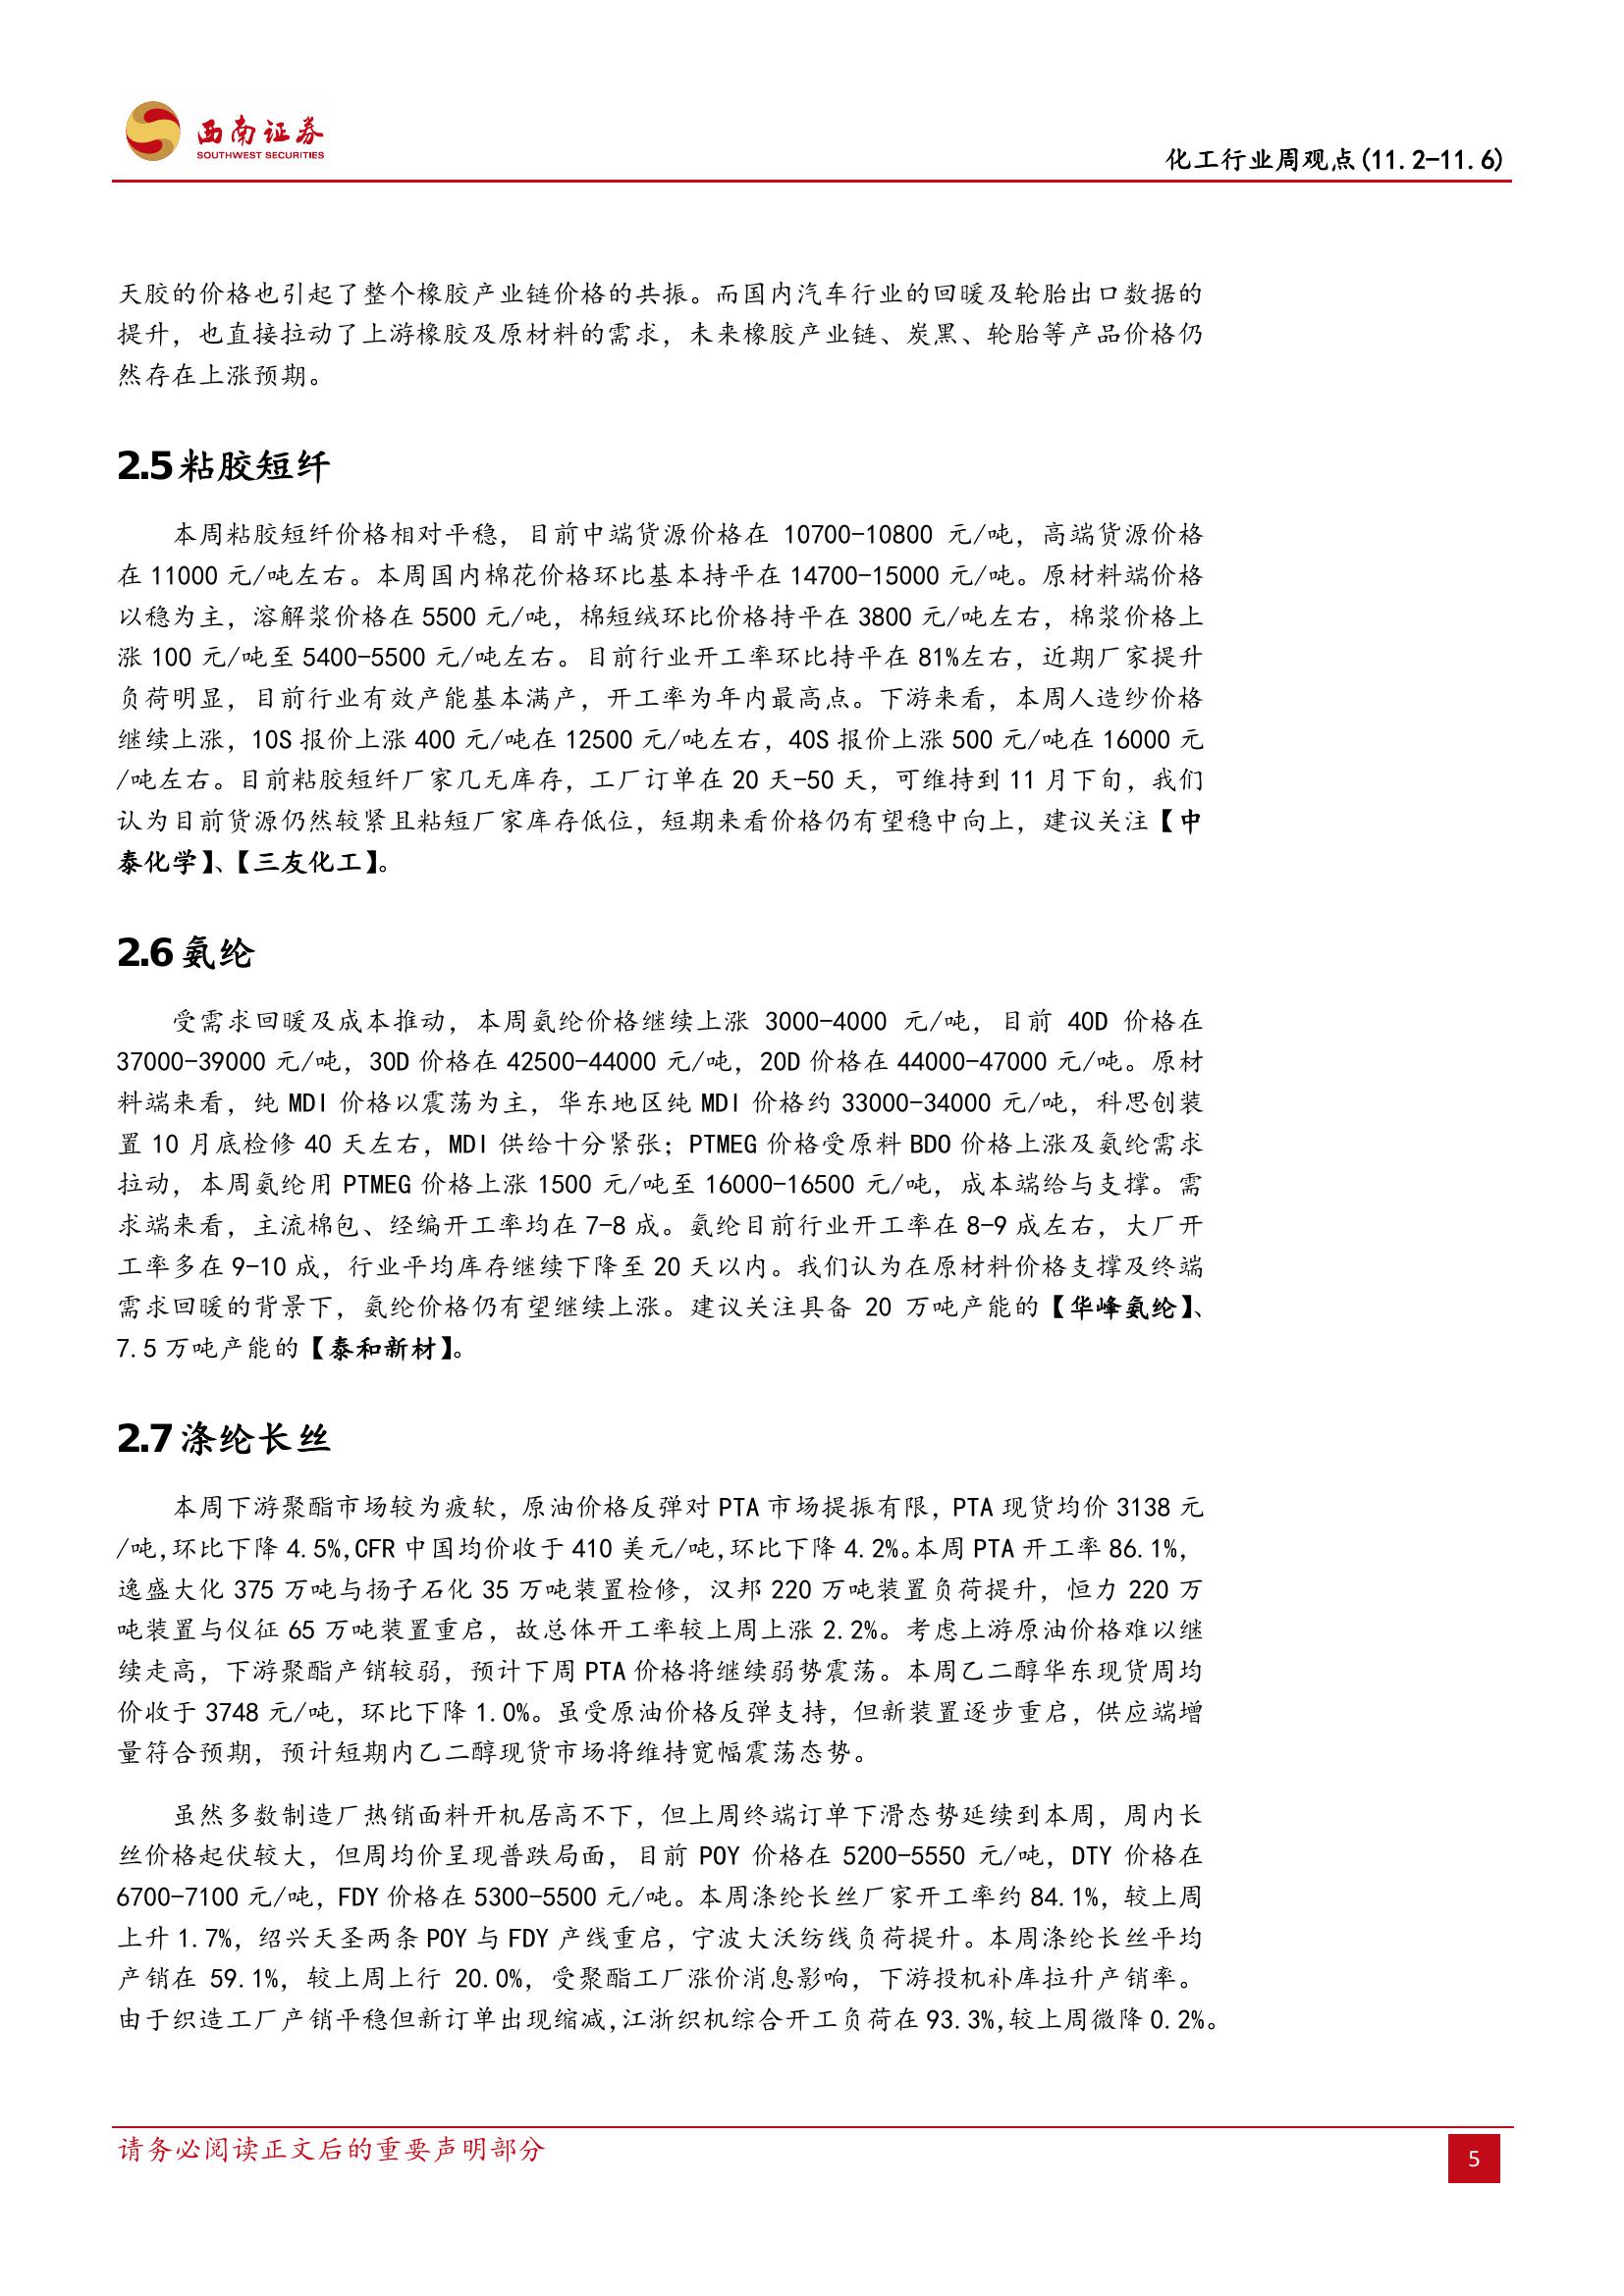 西南证券
SOUTHWEST SECURITIES
化工行业周观点(11.2-11.6)
天胶的价格也引起了整个橡胶产业链价格的共振。而国内汽车行业的回暖及轮胎出口数据的
提升，也直接拉动了上游橡胶及原材料的需求，未来橡胶产业链、炭黑、轮胎等产品价格仍
然存在上涨预期。
2.5 粘胶短纤
本周粘胶短纤价格相对平稳，目前中端货源价格在 10700-10800 元/吨，高端货源价格
在 11000 元/吨左右。本周国内棉花价格环比基本持平在 14700-15000 元/吨。原材料端价格
以稳为主，溶解浆价格在 5500 元/吨，棉短绒环比价格持平在 3800 元/吨左右，棉浆价格上
涨 100 元/吨至 5400-5500 元/吨左右。目前行业开工率环比持平在 81%左右，近期厂家提升
负荷明显，目前行业有效产能基本满产，开工率为年内最高点。下游来看，本周人造纱价格
继续上涨，10S 报价上涨 400 元/吨在 12500 元/吨左右，40S 报价上涨 500 元/吨在 16000 元
/吨左右。目前粘胶短纤厂家几无库存，工厂订单在 20 天-50 天，可维持到 11 月下旬，我们
认为目前货源仍然较紧且粘短厂家库存低位，短期来看价格仍有望稳中向上，建议关注【中
泰化学】、【三友化工】。
2.6 氨纶
受需求回暖及成本推动，本周氨纶价格继续上涨 3000-4000 元/吨，目前 40D 价格在
37000-39000 元/吨，30D 价格在 42500-44000 元/吨，20D 价格在 44000-47000 元/吨。原材
料端来看，纯 MDI 价格以震荡为主，华东地区纯 MDI 价格约 33000-34000 元/吨，科思创装
置 10 月底检修 40 天左右，MDI 供给十分紧张；PTMEG 价格受原料 BDO 价格上涨及氨纶需求
拉动，本周氨纶用 PTMEG 价格上涨 1500 元/吨至 16000-16500 元/吨，成本端给与支撑。需
求端来看，主流棉包、经编开工率均在 7-8 成。氨纶目前行业开工率在 8-9 成左右，大厂开
工率多在 9-10 成，行业平均库存继续下降至 20 天以内。我们认为在原材料价格支撑及终端
需求回暖的背景下，氨纶价格仍有望继续上涨。建议关注具备 20 万吨产能的【华峰氨纶】、
7.5 万吨产能的【泰和新材】。
2.7 涤纶长丝
本周下游聚酯市场较为疲软，原油价格反弹对 PTA 市场提振有限，PTA 现货均价 3138 元
/吨,环比下降 4.5%,CFR 中国均价收于 410 美元/吨,环比下降 4.2%。本周 PTA 开工率 86.1%，
逸盛大化 375 万吨与扬子石化 35 万吨装置检修，汉邦 220 万吨装置负荷提升，恒力 220 万
吨装置与仪征 65 万吨装置重启，故总体开工率较上周上涨 2.2%。考虑上游原油价格难以继
续走高，下游聚酯产销较弱，预计下周 PTA 价格将继续弱势震荡。本周乙二醇华东现货周均
价收于 3748 元/吨，环比下降 1.0%。虽受原油价格反弹支持，但新装置逐步重启，供应端增
量符合预期，预计短期内乙二醇现货市场将维持宽幅震荡态势。
虽然多数制造厂热销面料开机居高不下，但上周终端订单下滑态势延续到本周，周内长
丝价格起伏较大，但周均价呈现普跌局面，目前 POY 价格在 5200-5550 元/吨，DTY 价格在
6700-7100 元/吨，FDY 价格在 5300-5500 元/吨。本周涤纶长丝厂家开工率约 84.1%，较上周
上升 1.7%，绍兴天圣两条 POY 与 FDY 产线重启，宁波大沃纺线负荷提升。本周涤纶长丝平均
产销在 59.1%，较上周上行 20.0%，受聚酯工厂涨价消息影响，下游投机补库拉升产销率。
由于织造工厂产销平稳但新订单出现缩减,江浙织机综合开工负荷在 93.3%,较上周微降 0.2%。
请务必阅读正文后的重要声明部分
5